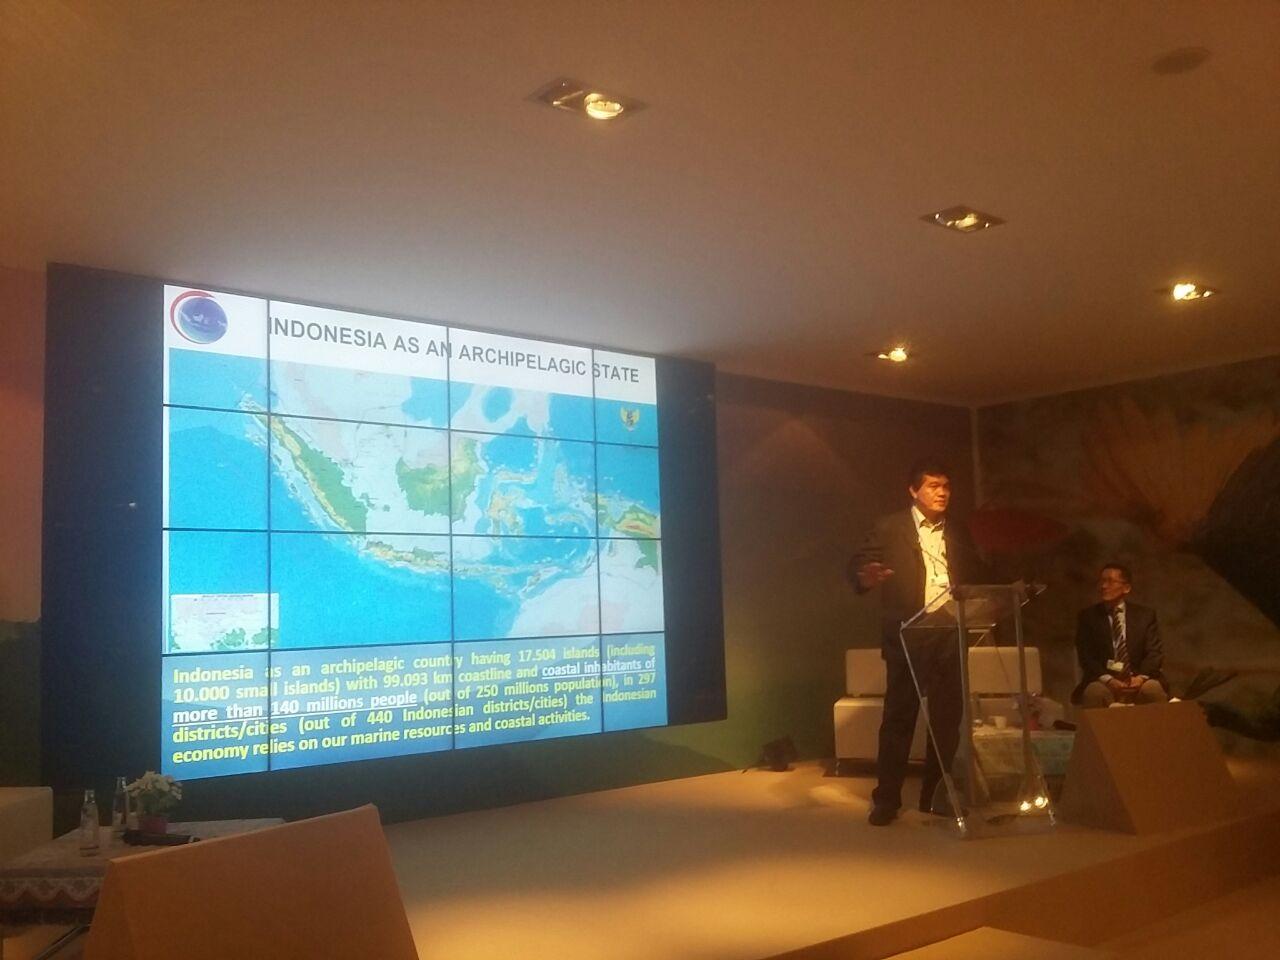 INDONESIA AS AN ARCHIPELAGIC STATE
Indonesia as an archipelagic country having 17.504 islands (including
10.000 small islands) with 99.093 km coastline and coastal inhabitants of
more than 140 millions people (out of 250 millions population), in 297
districts/cities (out of 440 Indonesian districts/cities) the Indonesian
economy relies on our marine resources and coastal activities.